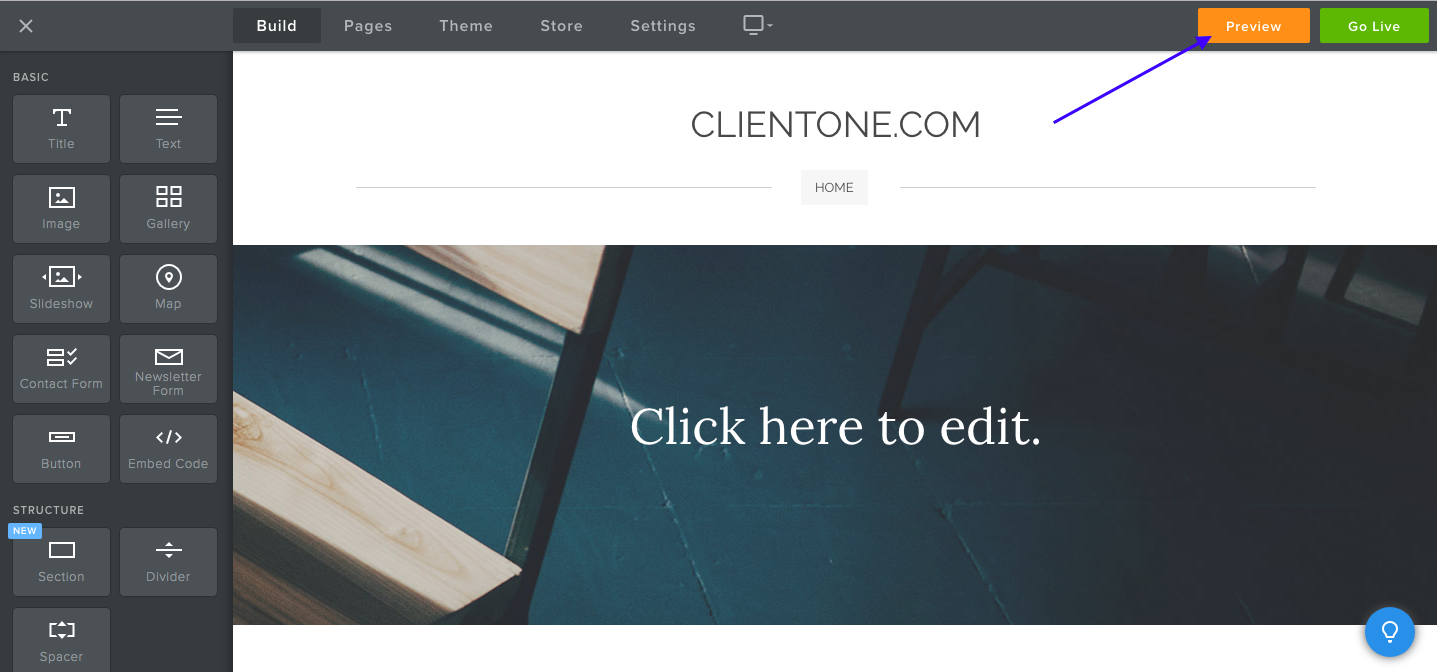 Build Pages Theme Store Settings Preview Go Live
BASIC
Title Text
Image Gallery
Slideshow Map
Contact Form Newsletter
Form
Button Embed Code
STRUCTURE
NEW
Section Divider
Spacer
CLIENTONE.COM
HOME
Click here to edit.